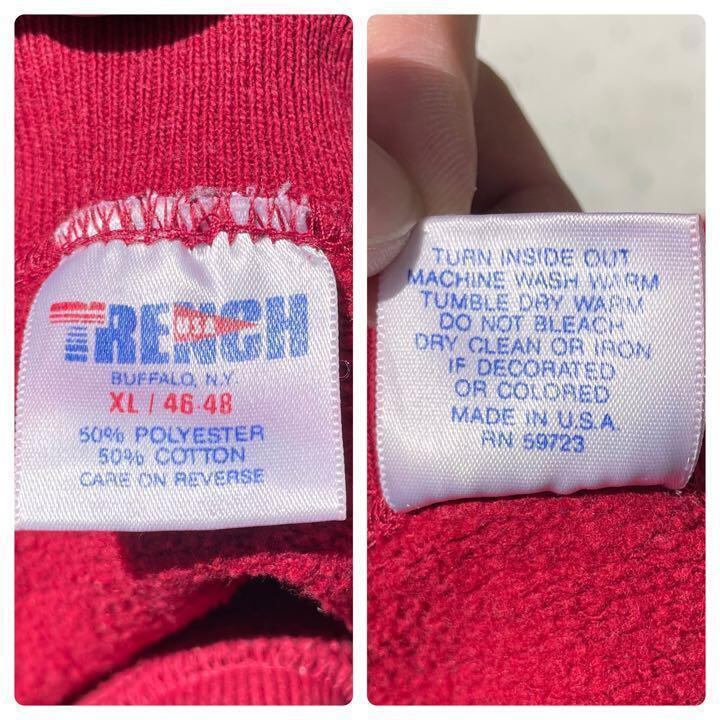 TRENCH
USA
BUFFALO, N.Y.
XL / 46-48
50% POLYESTER
50% COTTON
CARE ON REVERSE
TURN INSIDE OUT
MACHINE WASH WARM
TUMBLE DRY WARM
DO NOT BLEACH
DRY CLEAN OR IRON
IF DECORATED
OR COLORED
MADE IN U.S.A.
RN 59723